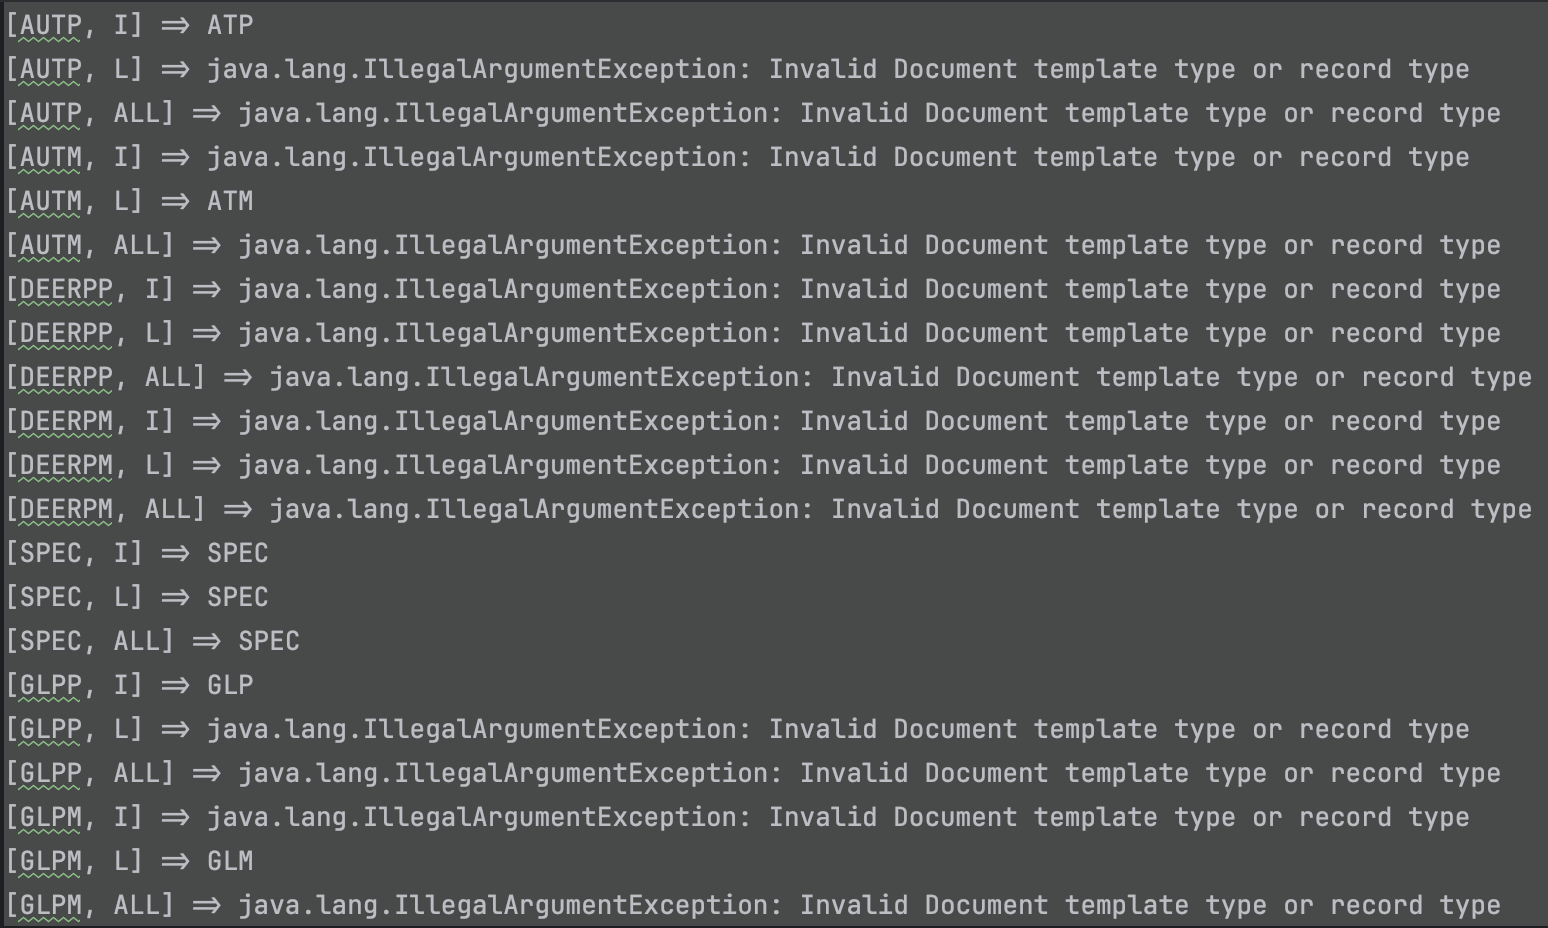 [AUTP, I] => ATP
[AUTP, L] => java.lang.IllegalArgumentException: Invalid Document template type or record type
[AUTP, ALL] => java.lang.IllegalArgumentException: Invalid Document template type or record type
[AUTM, I] => java.lang.IllegalArgumentException: Invalid Document template type or record type
[AUTM, L] => ATM
[AUTM, ALL] => java.lang.IllegalArgumentException: Invalid Document template type or record type
[DEERPP, I] => java.lang.IllegalArgumentException: Invalid Document template type or record type
[DEERPP, L] => java.lang.IllegalArgumentException: Invalid Document template type or record type
[DEERPP, ALL] => java.lang.IllegalArgumentException: Invalid Document template type or record type
[DEERPM, I] => java.lang.IllegalArgumentException: Invalid Document template type or record type
[DEERPM, L] => java.lang.IllegalArgumentException: Invalid Document template type or record type
[DEERPM, ALL] => java.lang.IllegalArgumentException: Invalid Document template type or record type
[SPEC, I] => SPEC
[SPEC, L] => SPEC
[SPEC, ALL] => SPEC
[GLPP, I] => GLP
[GLPP, L] => java.lang.IllegalArgumentException: Invalid Document template type or record type
[GLPP, ALL] => java.lang.IllegalArgumentException: Invalid Document template type or record type
[GLPM, I] => java.lang.IllegalArgumentException: Invalid Document template type or record type
[GLPM, L] => GLM
[GLPM, ALL] => java.lang.IllegalArgumentException: Invalid Document template type or record type